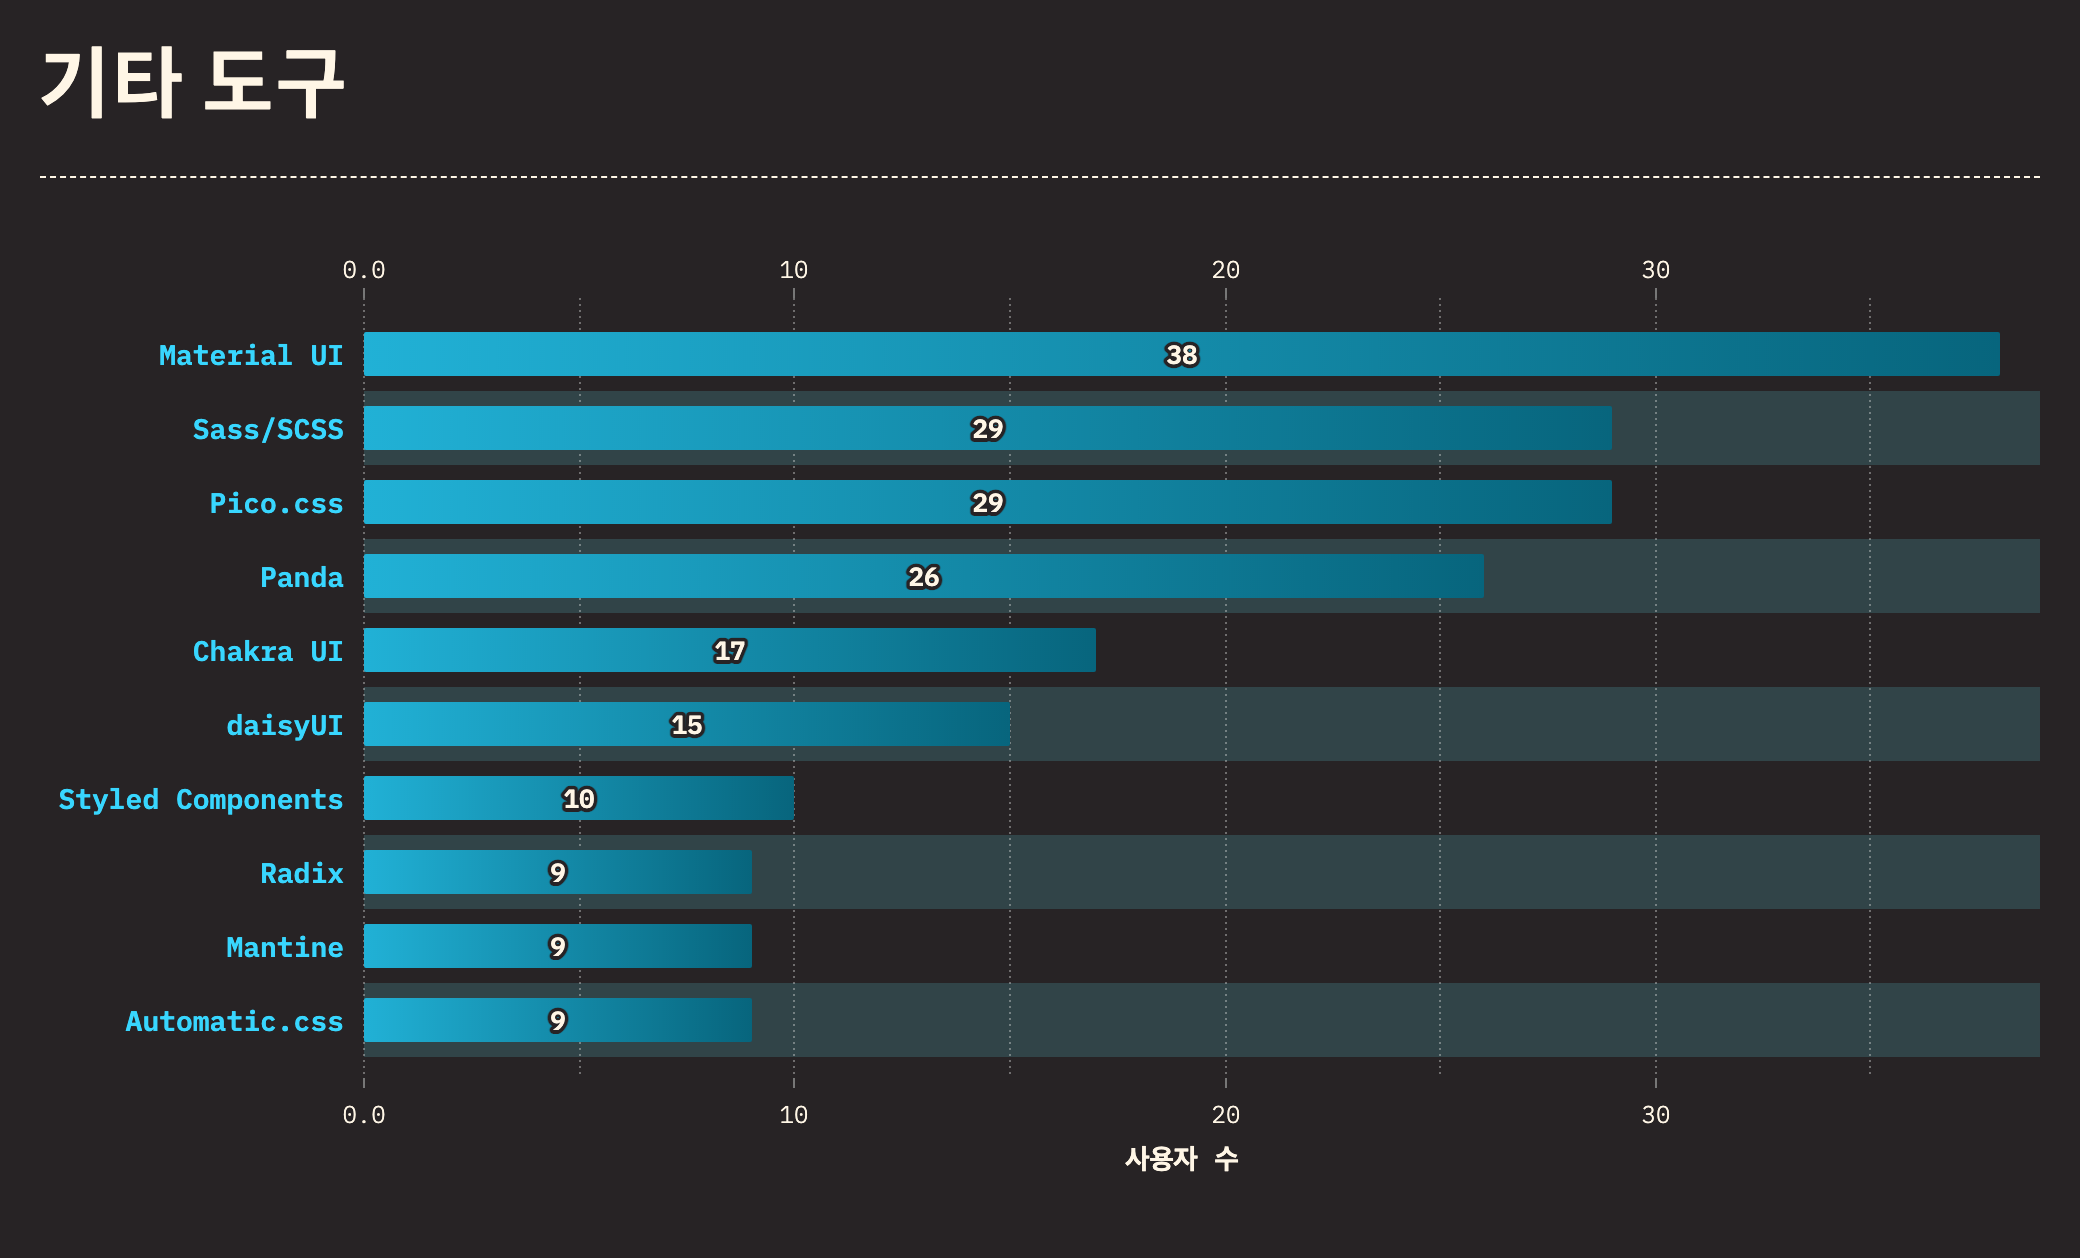 기타 도구
0.0 10 20 30
Material UI 38
Sass/SCSS 29
Pico.css 29
Panda 26
Chakra UI 17
daisyUI 15
Styled Components 10
Radix 9
Mantine 9
Automatic.css 9
0.0 10 20 30
사용자 수